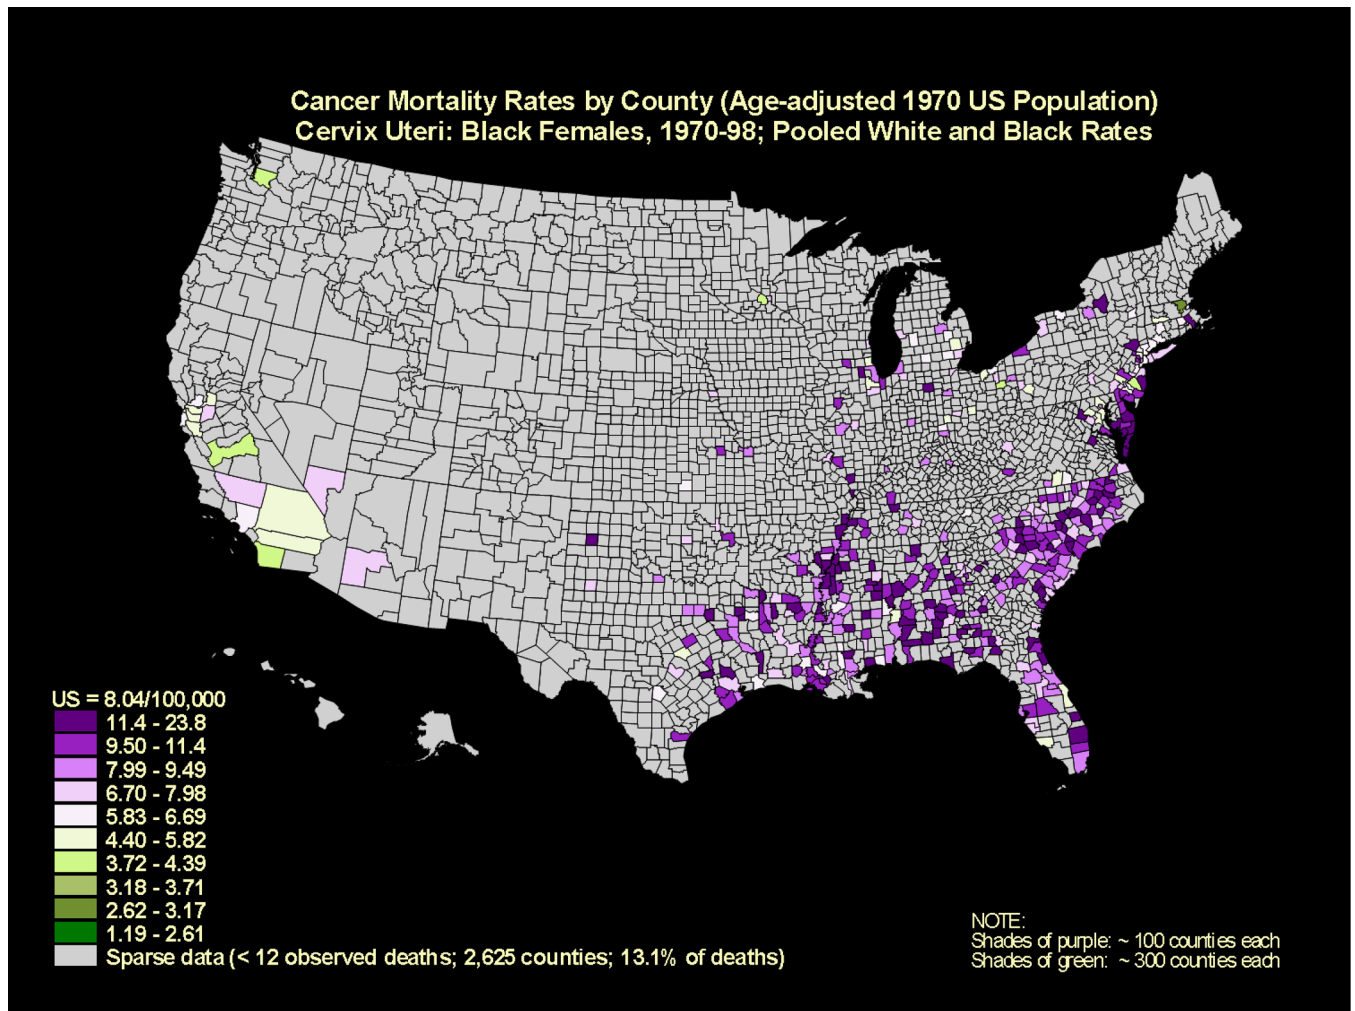 Cancer Mortality Rates by County (Age-adjusted 1970 US Population)
Cervix Uteri: Black Females, 1970-98; Pooled White and Black Rates
US = 8.04/100,000
11.4 - 23.8
9.50 - 11.4
7.99 - 9.49
6.70 - 7.98
5.83 - 6.69
4.40 - 5.82
3.72 - 4.39
3.18 - 3.71
2.62 - 3.17
1.19 - 2.61
Sparse data (< 12 observed deaths; 2,625 counties; 13.1% of deaths)
NOTE:
Shades of purple: ~ 100 counties each
Shades of green: ~ 300 counties each